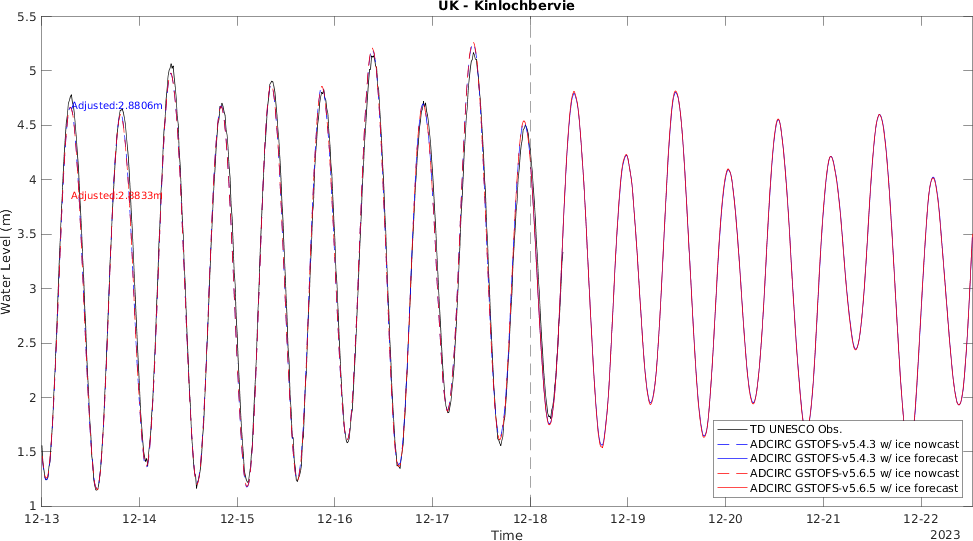 UK - Kinlochbervie
5.5
5
4.5
4
3.5
3
2.5
2
1.5
1
Water Level (m)
Adjusted:2.8806m
Adjusted:2.8833m
TD UNESCO Obs.
ADCIRC GSTOFS-v5.4.3 w/ ice nowcast
ADCIRC GSTOFS-v5.4.3 w/ ice forecast
ADCIRC GSTOFS-v5.6.5 w/ ice nowcast
ADCIRC GSTOFS-v5.6.5 w/ ice forecast
12-13 12-14 12-15 12-16 12-17 12-18 12-19 12-20 12-21 12-22
Time
2023